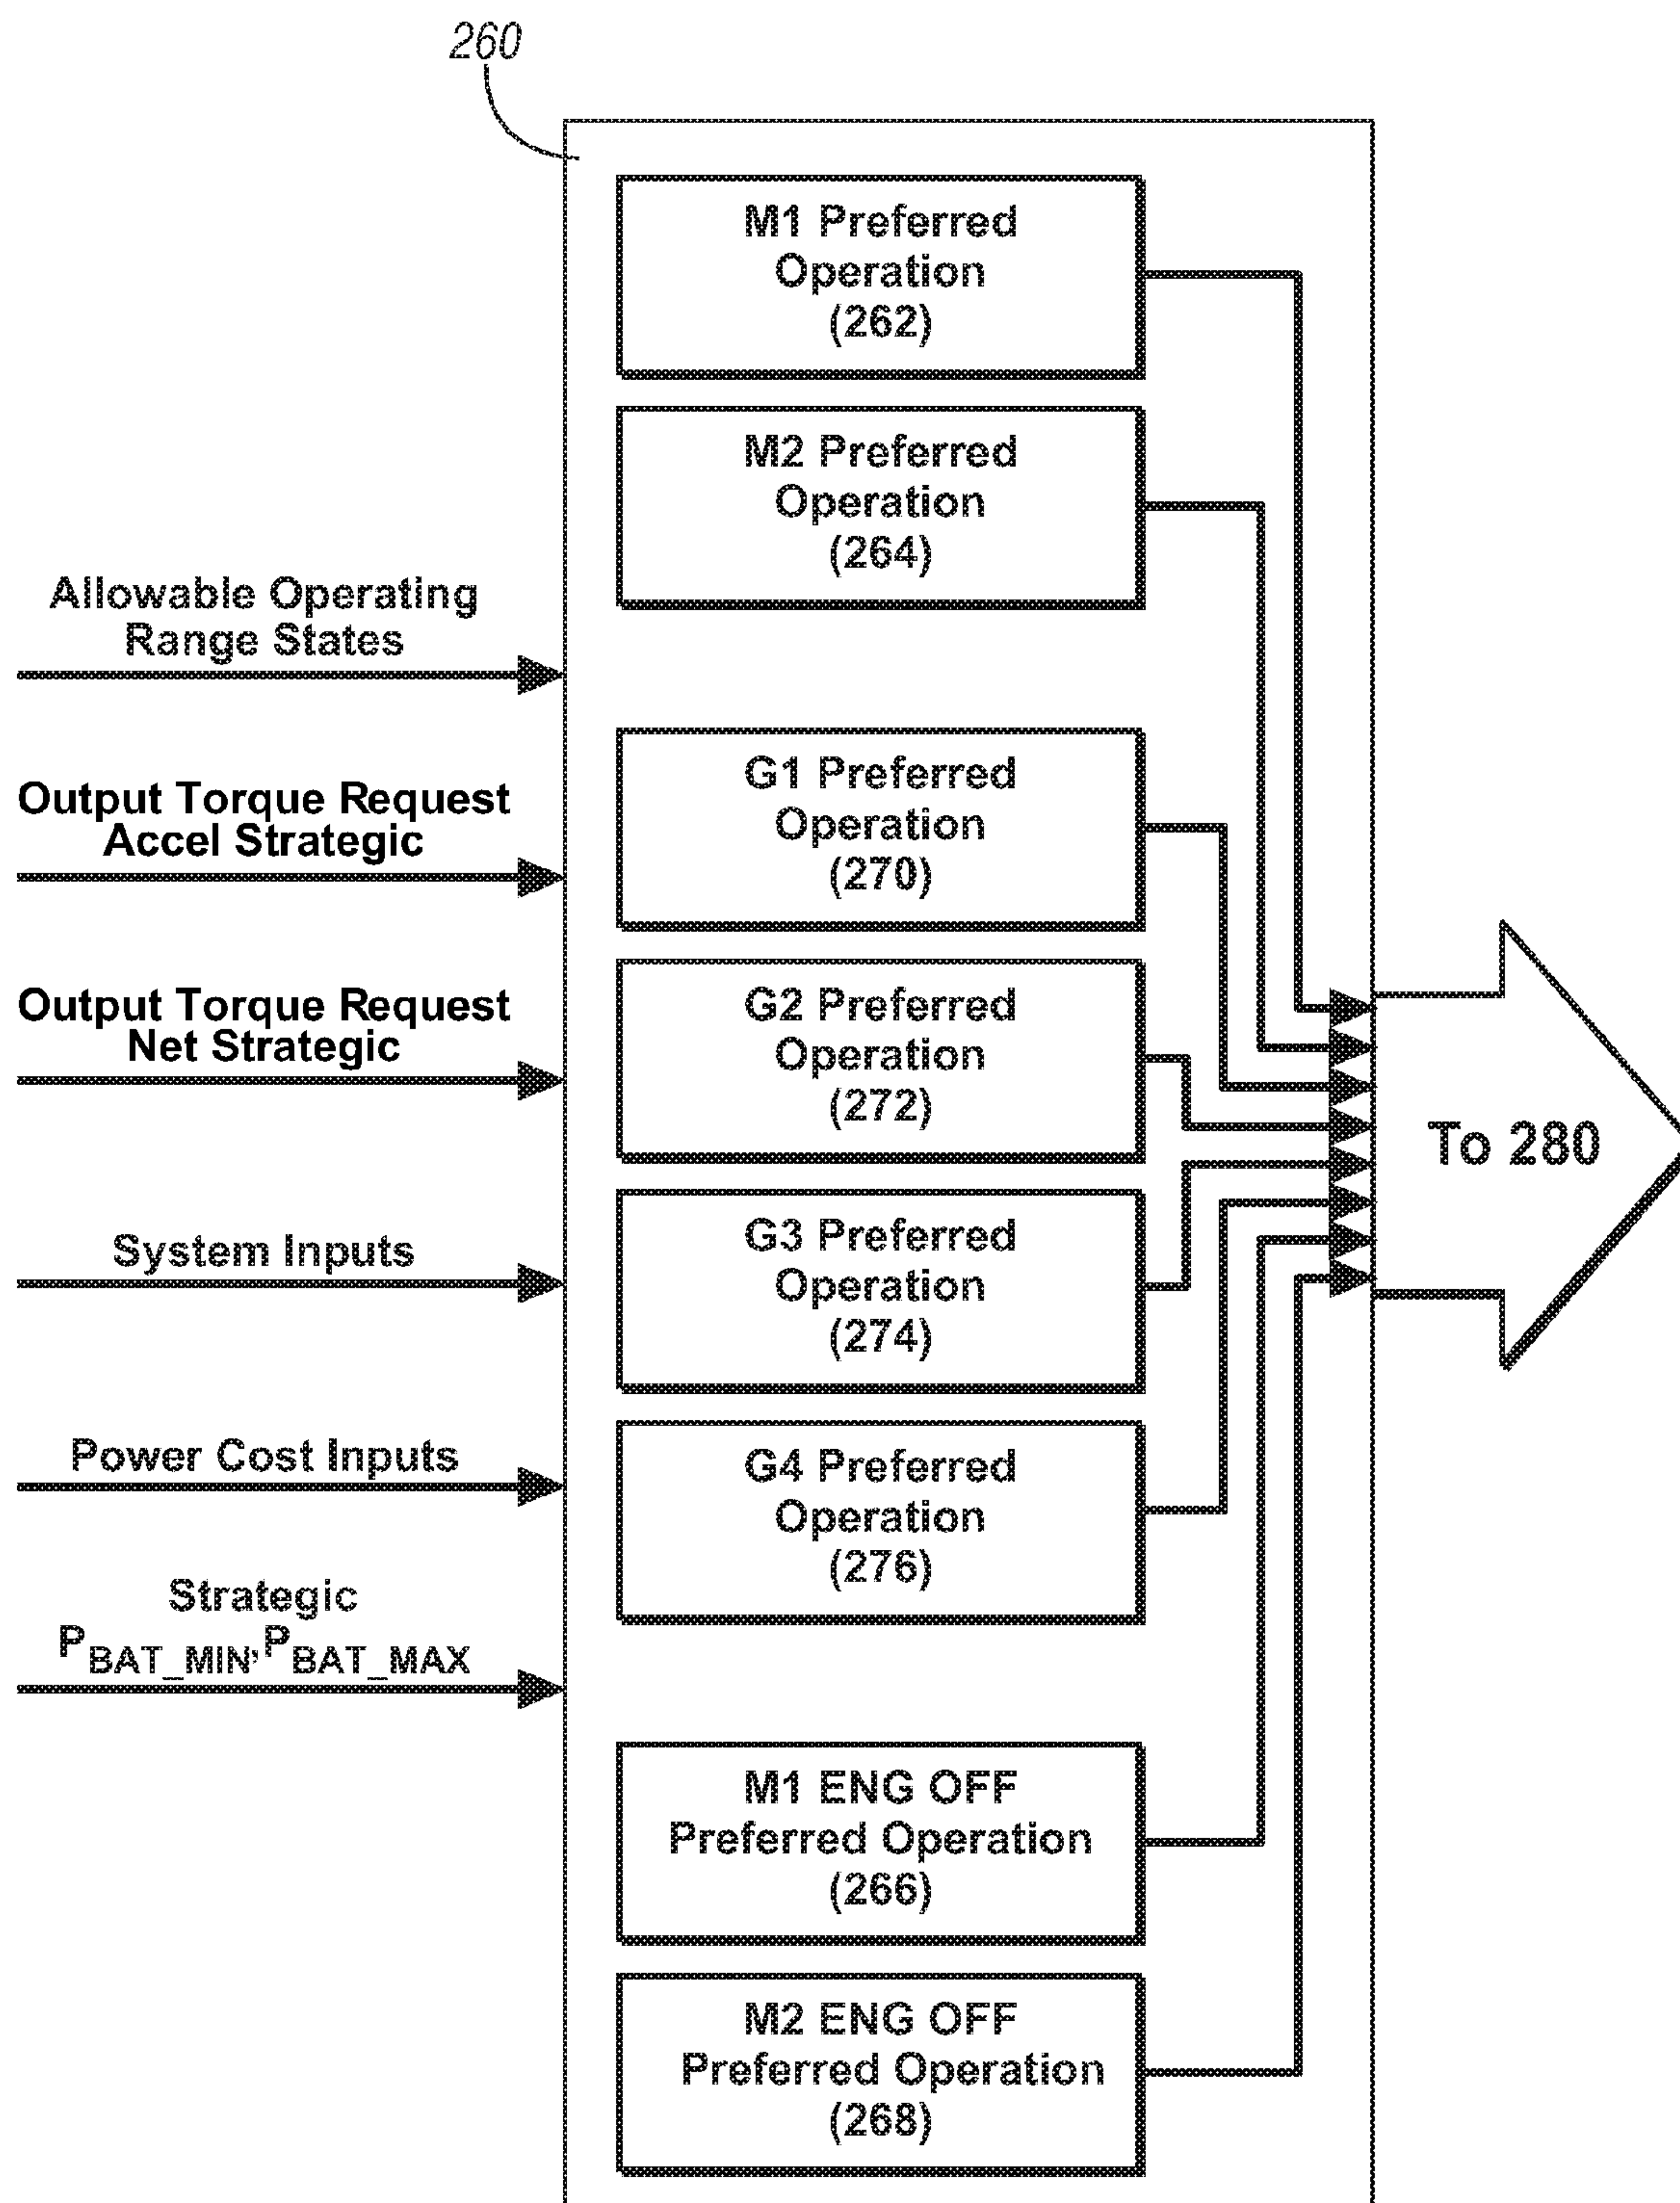 260
M1 Preferred
Operation
(262)
M2 Preferred
Operation
(264)
Allowable Operating
Range States
G1 Preferred
Operation
(270)
Output Torque Request
Accel Strategic
G2 Preferred
Operation
(272)
Output Torque Request
Net Strategic
To 280
G3 Preferred
Operation
(274)
System Inputs
G4 Preferred
Operation
(276)
Power Cost Inputs
Strategic
PBAT_MIN,PBAT_MAX
M1 ENG OFF
Preferred Operation
(266)
M2 ENG OFF
Preferred Operation
(268)